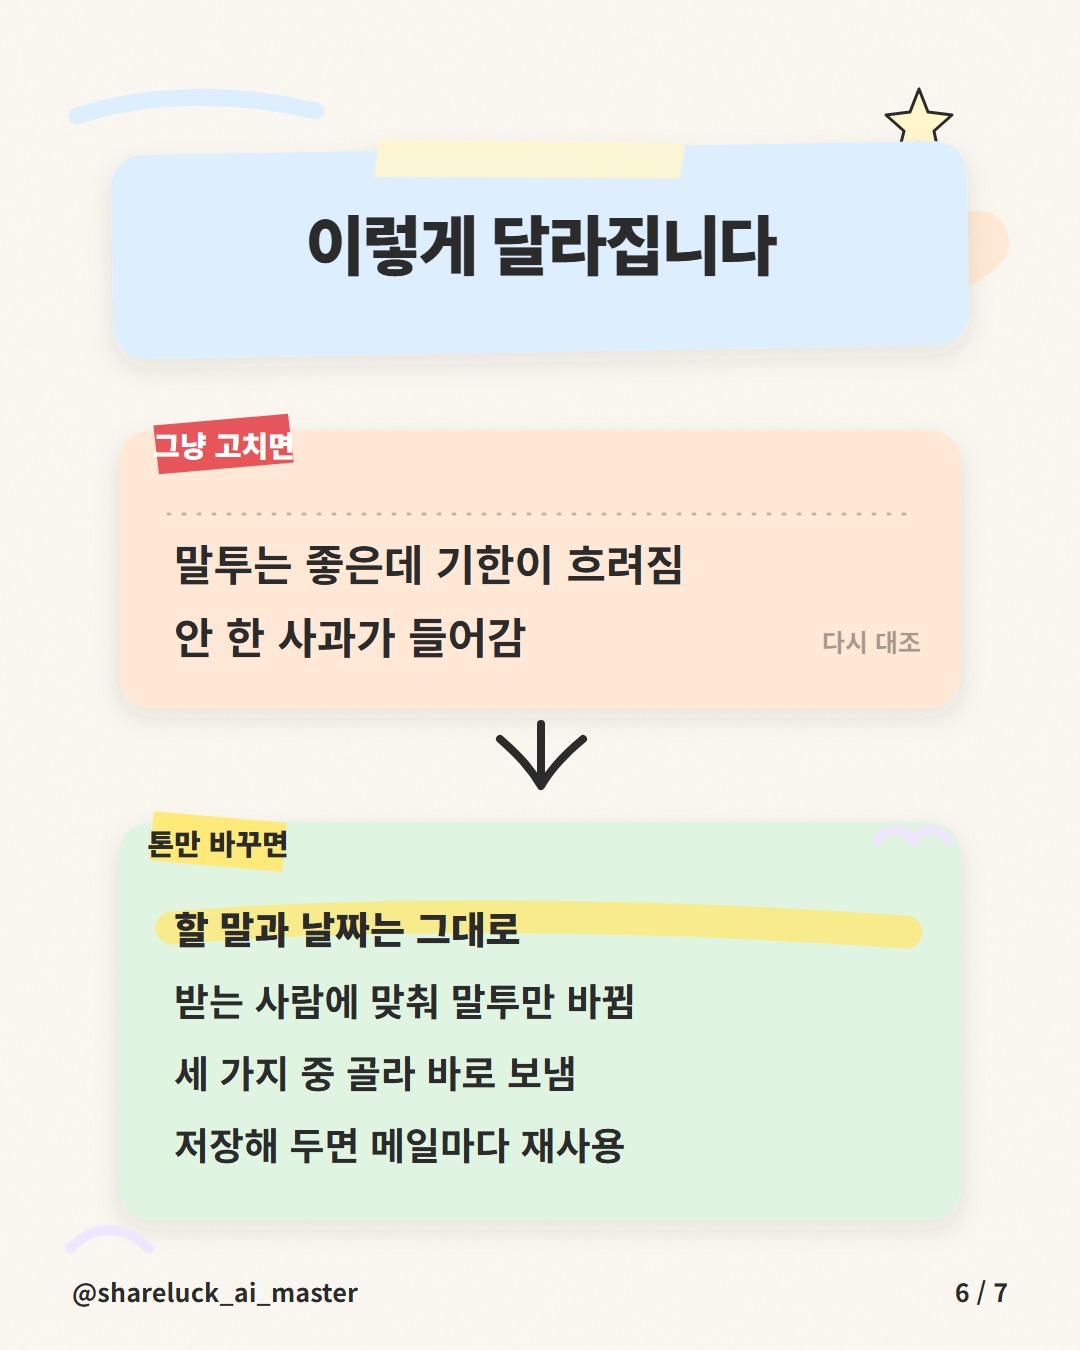 이렇게 달라집니다
그냥 고치면
말투는 좋은데 기한이 흐려짐
안 한 사과가 들어감
다시 대조
톤만 바꾸면
할 말과 날짜는 그대로
받는 사람에 맞춰 말투만 바뀜
세 가지 중 골라 바로 보냄
저장해 두면 메일마다 재사용
@shareluck_ai_master
6 / 7